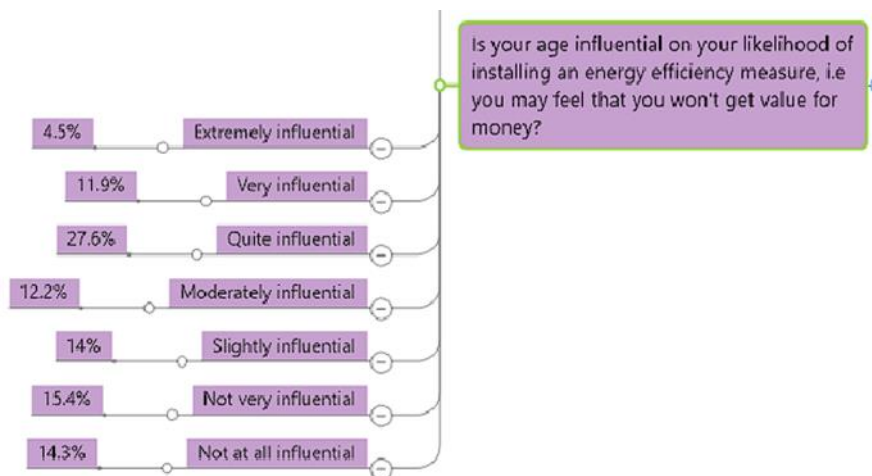 Is your age influential on your likelihood of
installing an energy efficiency measure, i.e
you may feel that you won't get value for
money?
4.5% Extremely influential
11.9% Very influential
27.6% Quite influential
12.2% Moderately influential
14% Slightly influential
15.4% Not very influential
14.3% Not at all influential